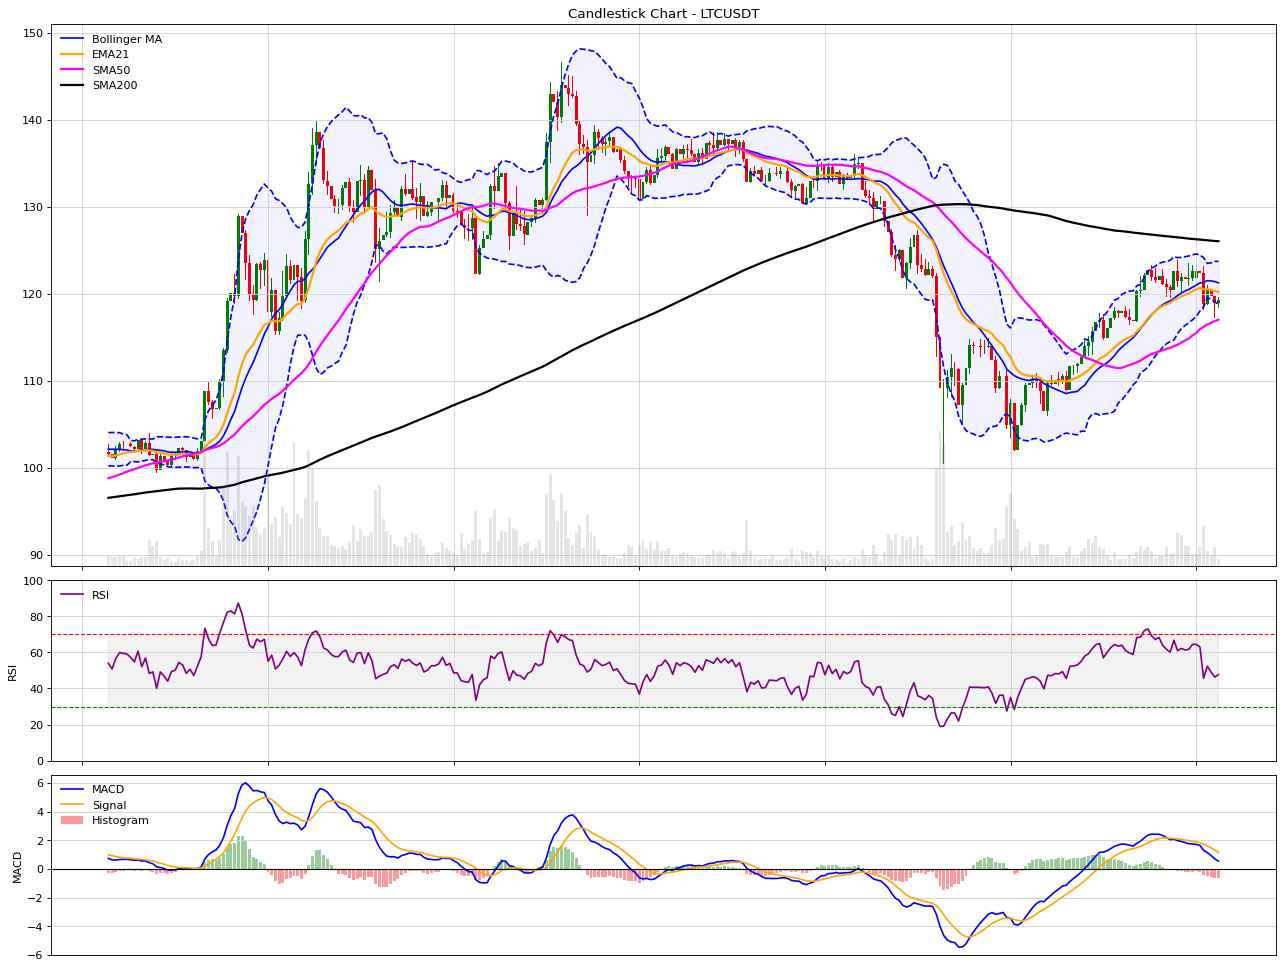 Candlestick Chart - LTCUSDT
150
140
130
120
110
100
90
Bollinger MA
EMA21
SMA50
SMA200
100
80
60
40
20
0
RSI
RSI
6
4
2
0
−2
−4
−6
MACD
MACD
Signal
Histogram